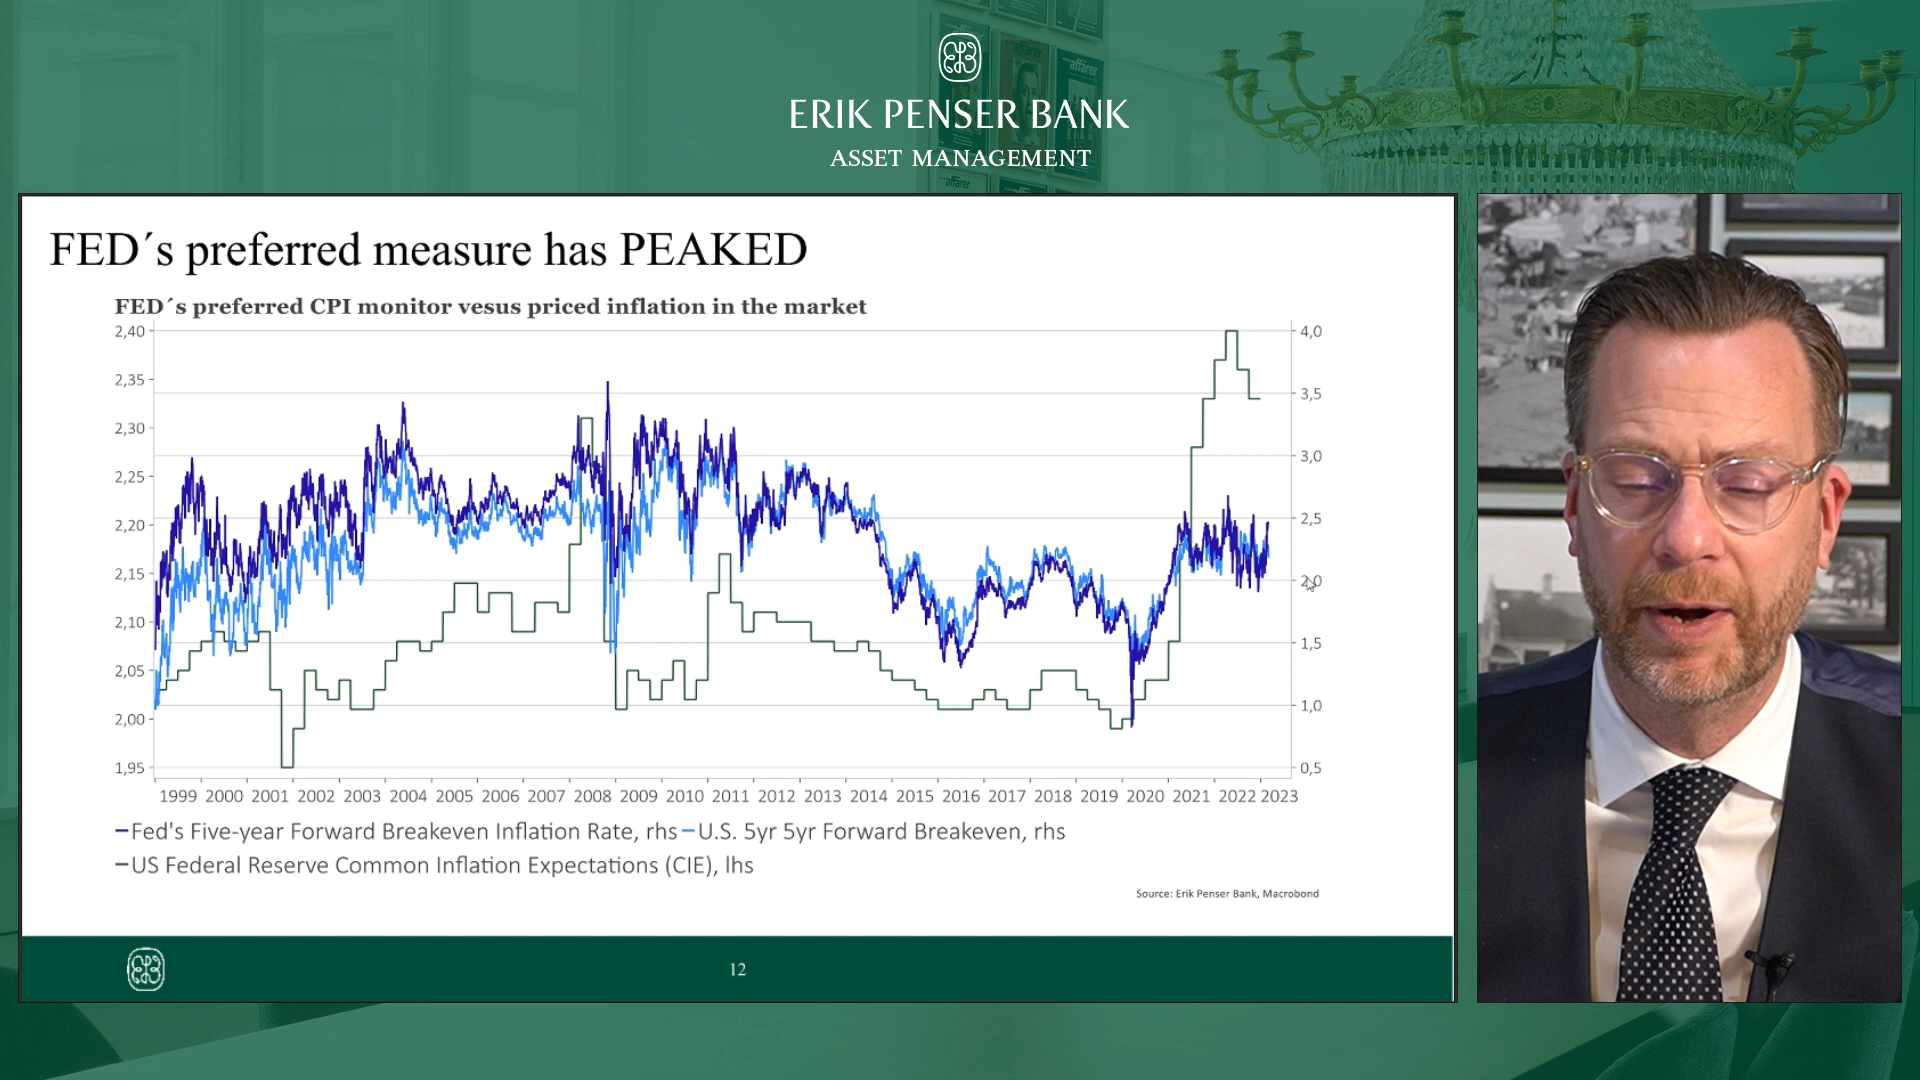 affärer
affärer
affärer
ERIK PENSER BANK
ASSET MANAGEMENT
affärer
FED´s preferred measure has PEAKED
FED´s preferred CPI monitor vesus priced inflation in the market
2,40
2,35
2,30
2,25
2,20
2,15
2,10
2,05
2,00
1,95
4,0
3,5
3,0
2,5
2,0
1,5
1,0
0,5
1999 2000 2001 2002 2003 2004 2005 2006 2007 2008 2009 2010 2011 2012 2013 2014 2015 2016 2017 2018 2019 2020 2021 2022 2023
Fed's Five-year Forward Breakeven Inflation Rate, rhs U.S. 5yr 5yr Forward Breakeven, rhs
US Federal Reserve Common Inflation Expectations (CIE), lhs
Source: Erik Penser Bank, Macrobond
12